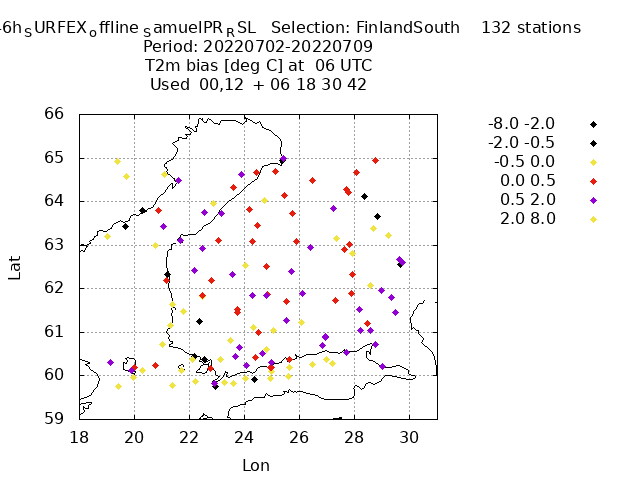 -6h_SURFEX_offline_SamuelPR_RSL Selection: FinlandSouth 132 stations
Period: 20220702-20220709
T2m bias [deg C] at 06 UTC
Used 00,12 + 06 18 30 42
-8.0 -2.0
-2.0 -0.5
-0.5 0.0
0.0 0.5
0.5 2.0
2.0 8.0
66
65
64
63
62
61
60
59
Lat
18 20 22 24 26 28 30
Lon